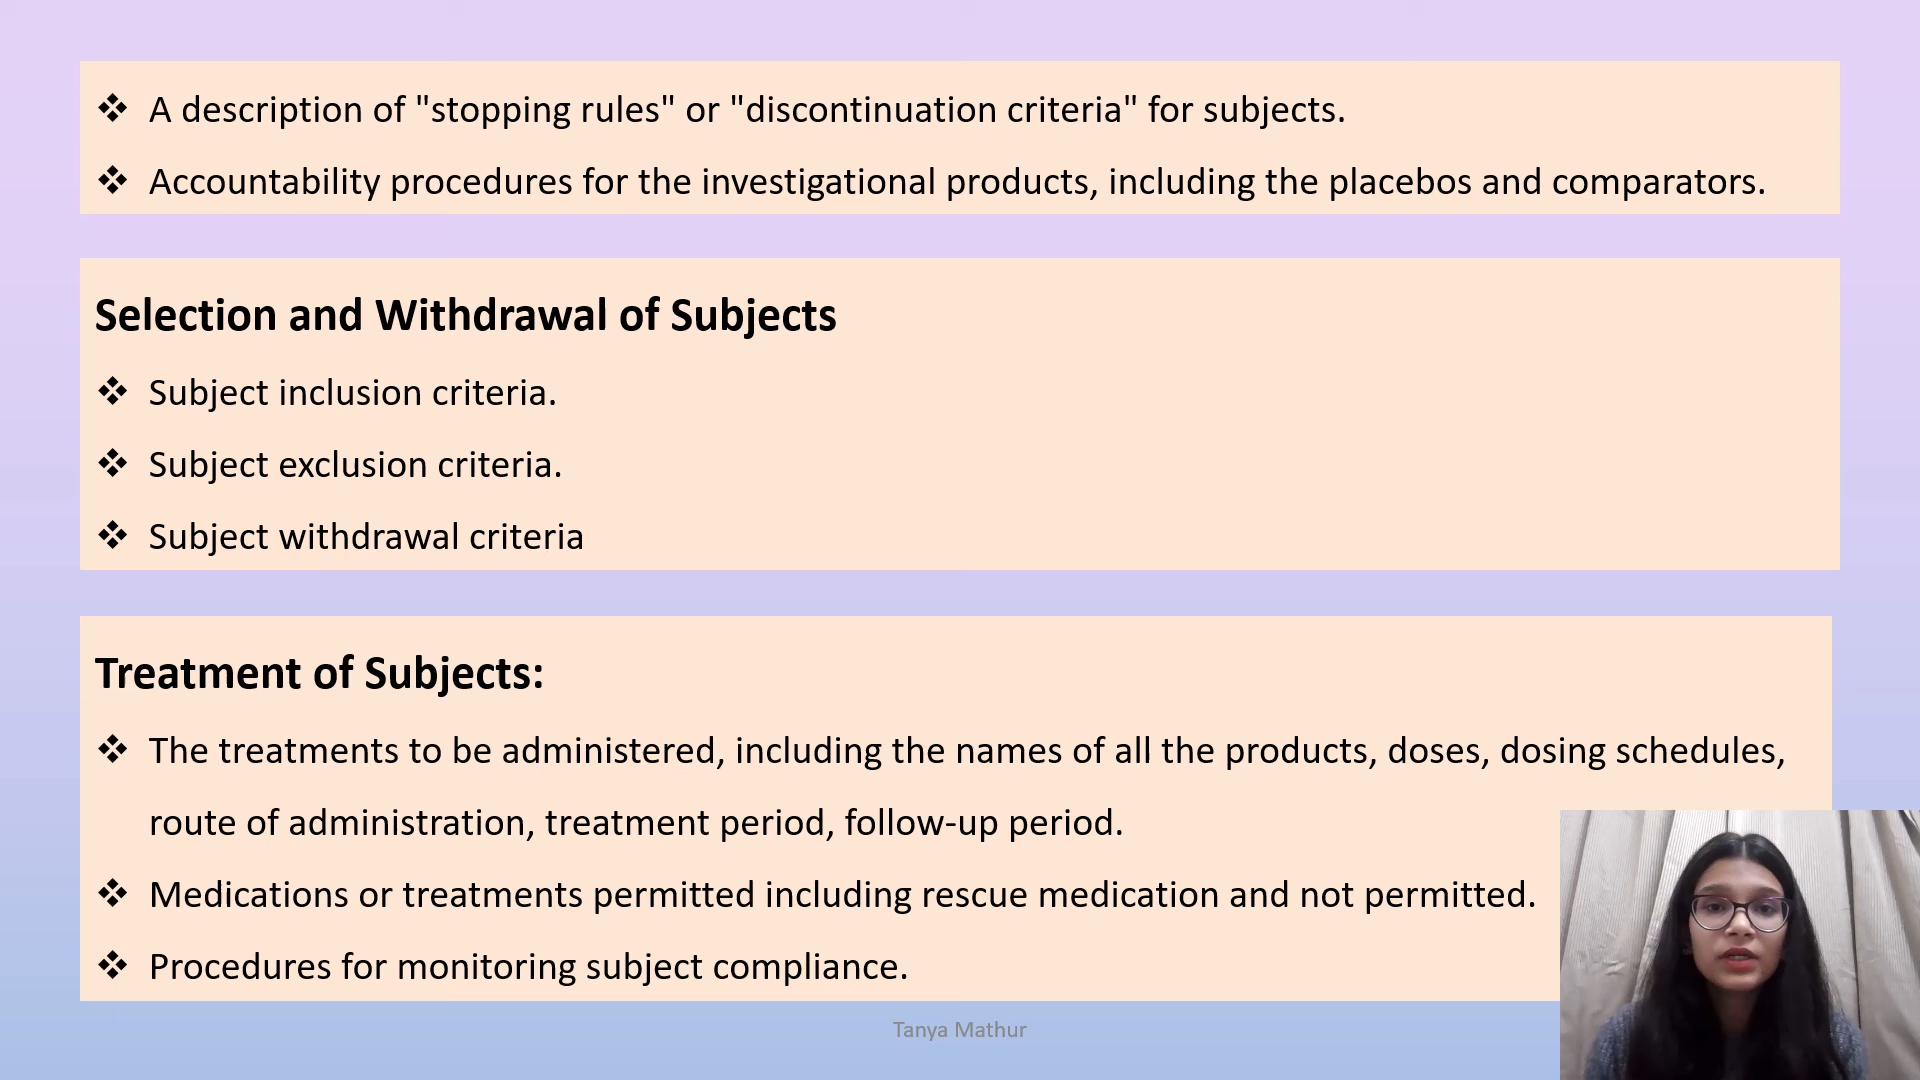 ❖ A description of "stopping rules" or "discontinuation criteria" for subjects.
❖ Accountability procedures for the investigational products, including the placebos and comparators.
Selection and Withdrawal of Subjects
❖ Subject inclusion criteria.
❖ Subject exclusion criteria.
❖ Subject withdrawal criteria
Treatment of Subjects:
❖ The treatments to be administered, including the names of all the products, doses, dosing schedules,
route of administration, treatment period, follow-up period.
❖ Medications or treatments permitted including rescue medication and not permitted.
❖ Procedures for monitoring subject compliance.
Tanya Mathur